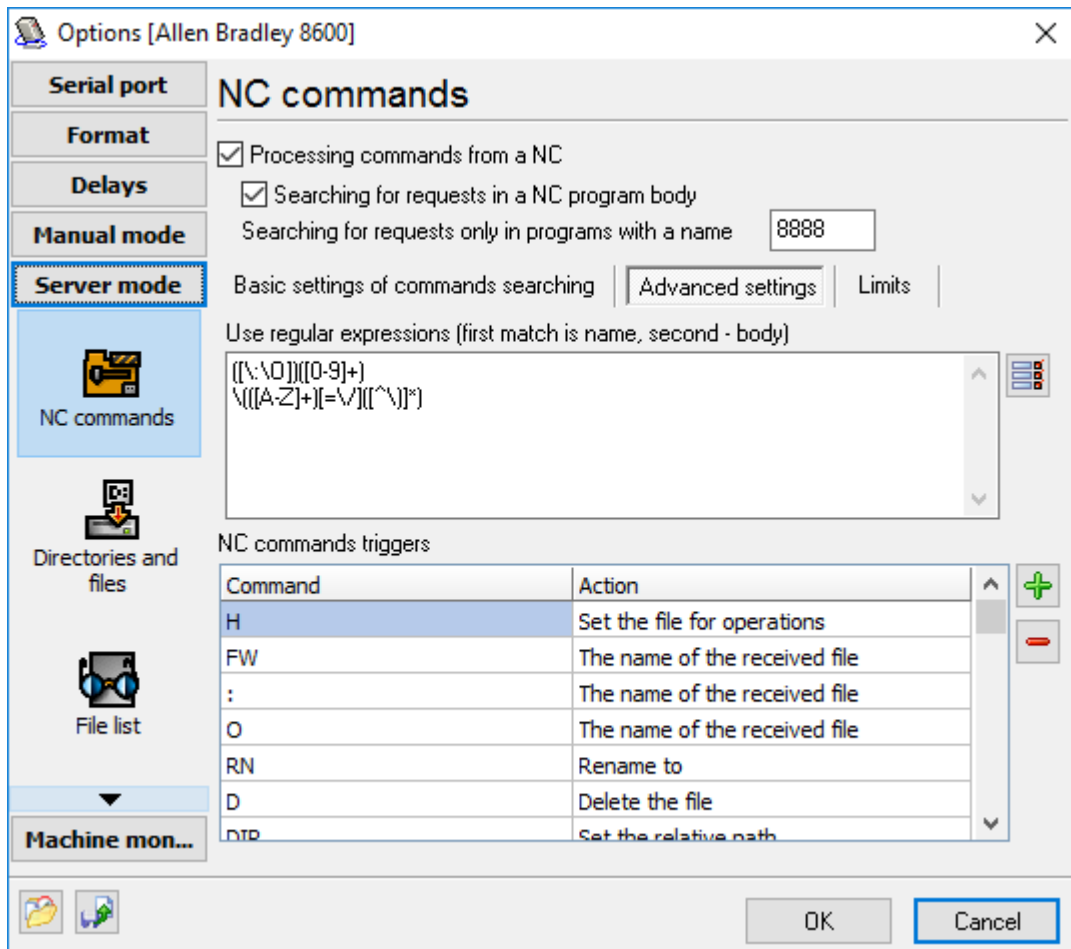 Options [Allen Bradley 8600]
Serial port
Format
Delays
Manual mode
Server mode
NC commands
Directories and
files
File list
Machine mon...
NC commands
Processing commands from a NC
Searching for requests in a NC program body
Searching for requests only in programs with a name 8888
Basic settings of commands searching Advanced settings Limits
Use regular expressions (first match is name, second - body)
([\:\O])([0-9]+)
\(([A-Z]+)[=\/]([^\)]*)
NC commands triggers
Command Action
H Set the file for operations
FW The name of the received file
: The name of the received file
O The name of the received file
RN Rename to
D Delete the file
DIR Set the relative path
OK Cancel